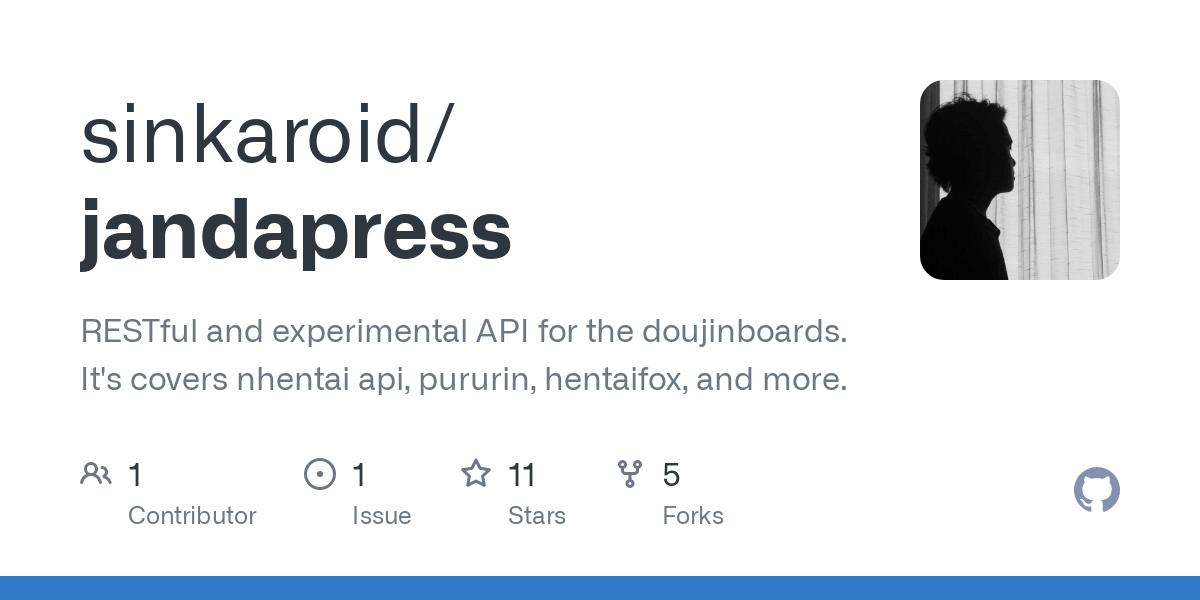 sinkaroid/
jandapress
RESTful and experimental API for the doujinboards.
It's covers nhentai api, pururin, hentaifox, and more.
1 1 11 5
Contributor Issue Stars Forks